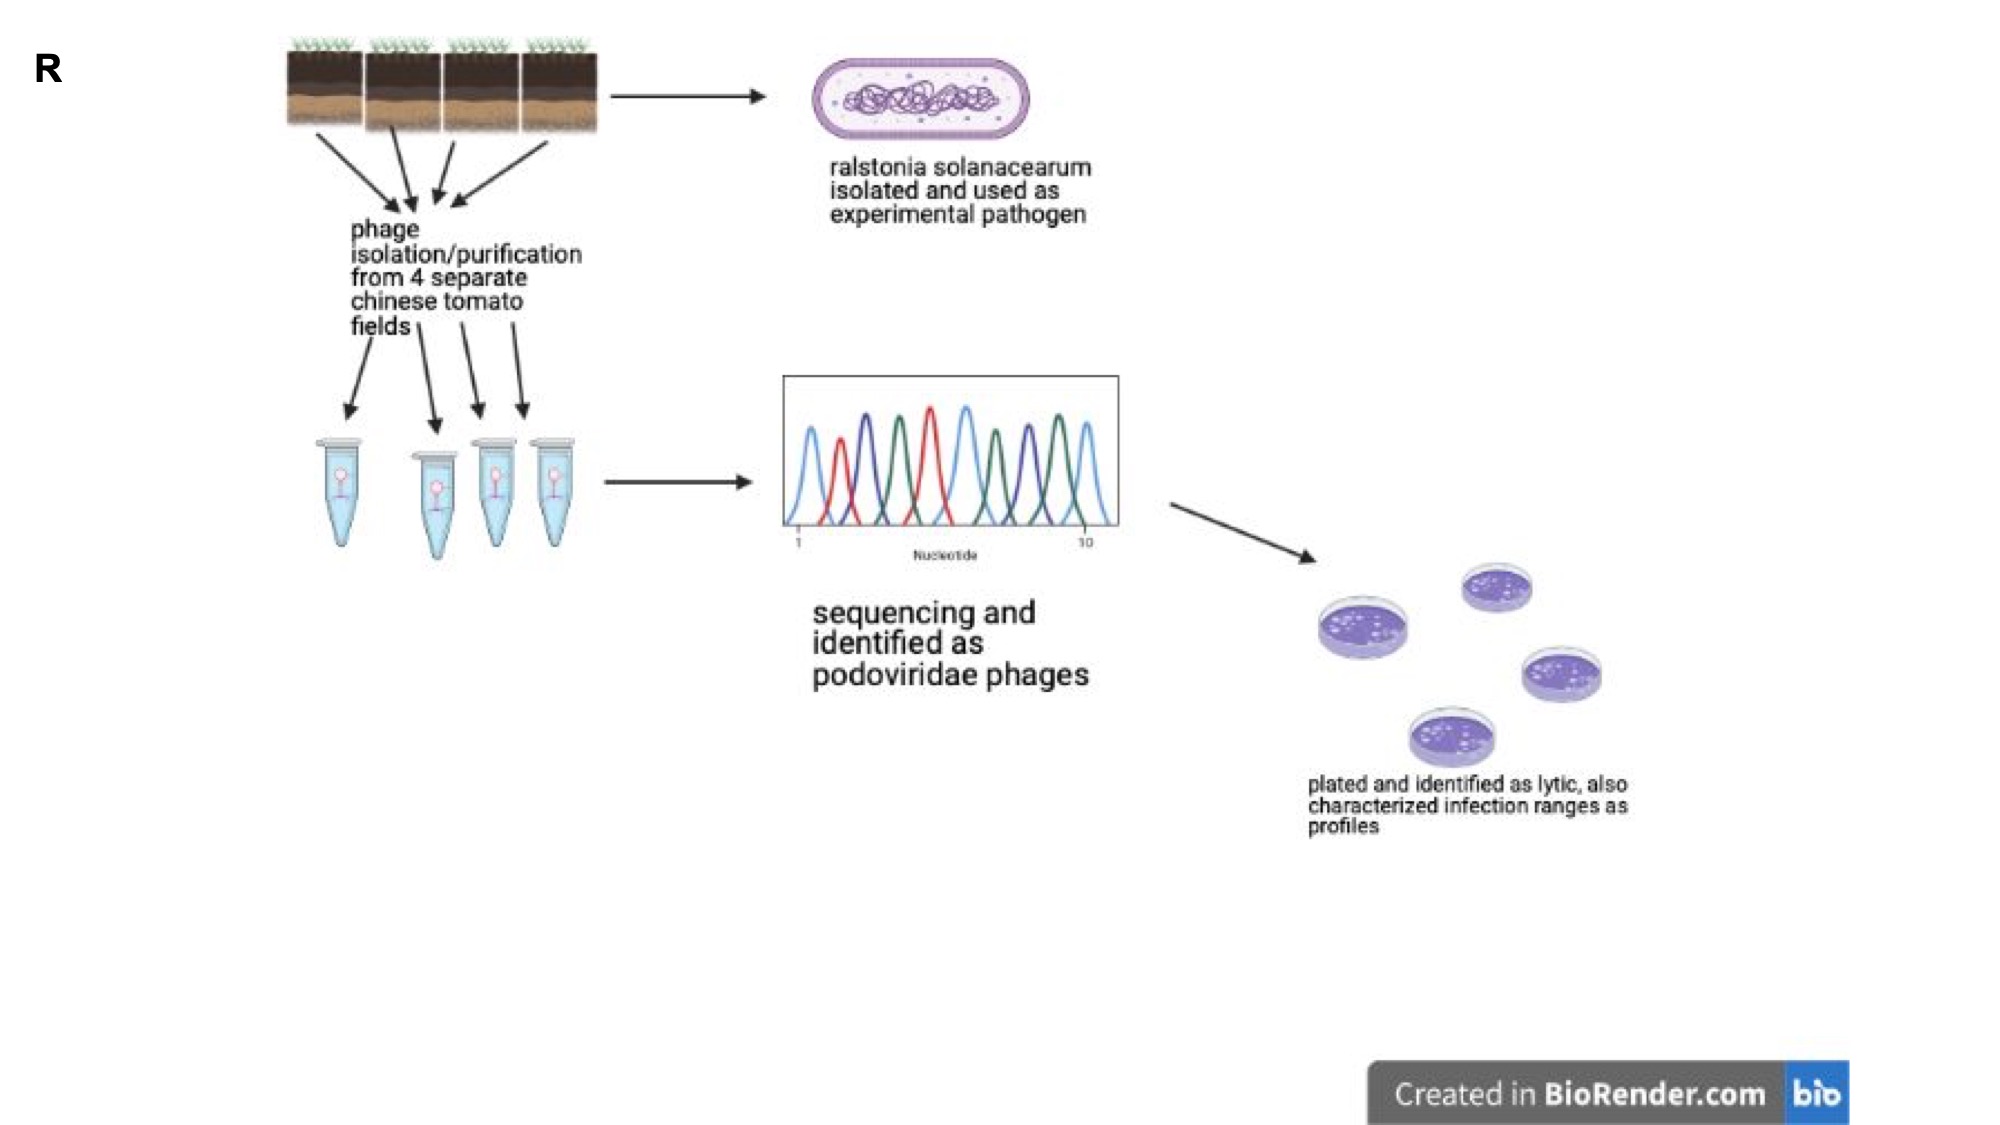 R
ralstonia solanacearum
isolated and used as
experimental pathogen
phage
isolation/purification
from 4 separate
chinese tomato
fields
1
10
Nucleotide
sequencing and
identified as
podoviridae phages
plated and identified as lytic, also
characterized infection ranges as
profiles
Created in BioRender.com bio